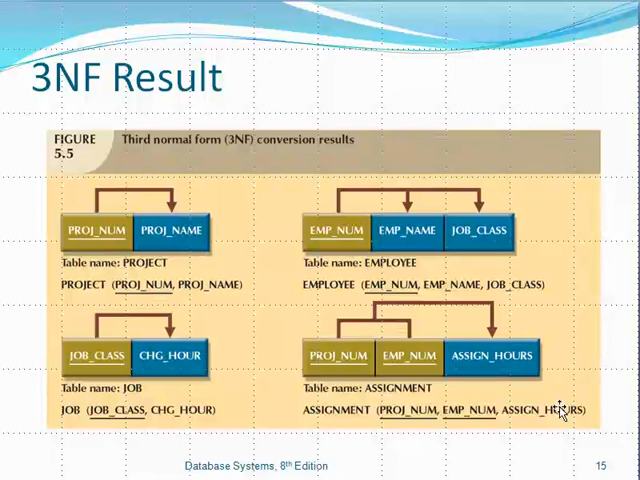 3NF Result
FIGURE 5.5
Third normal form (3NF) conversion results
PROJ_NUM PROJ_NAME
Table name: PROJECT
PROJECT (PROJ_NUM, PROJ_NAME)
EMP_NUM EMP_NAME JOB_CLASS
Table name: EMPLOYEE
EMPLOYEE (EMP_NUM, EMP_NAME, JOB_CLASS)
JOB_CLASS CHG_HOUR
Table name: JOB
JOB (JOB_CLASS, CHG_HOUR)
PROJ_NUM EMP_NUM ASSIGN_HOURS
Table name: ASSIGNMENT
ASSIGNMENT (PROJ_NUM, EMP_NUM, ASSIGN_HOURS)
Database Systems, 8th Edition
15